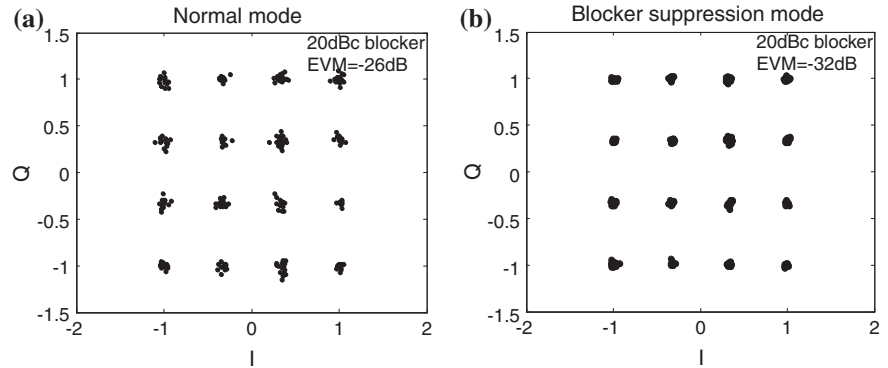 (a) Normal mode
20dBc blocker
EVM=-26dB
1.5
1
0.5
0
-0.5
-1
-1.5
Q
-2 -1 0 1 2
I
(b) Blocker suppression mode
20dBc blocker
EVM=-32dB
1.5
1
0.5
0
-0.5
-1
-1.5
Q
-2 -1 0 1 2
I